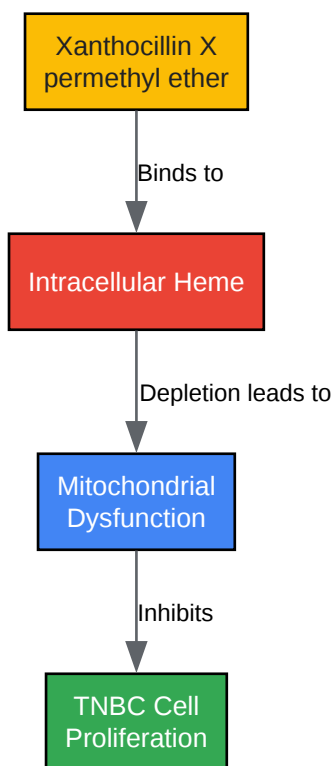 Xanthocillin X
permethyl ether
Binds to
Intracellular Heme
Depletion leads to
Mitochondrial
Dysfunction
Inhibits
TNBC Cell
Proliferation